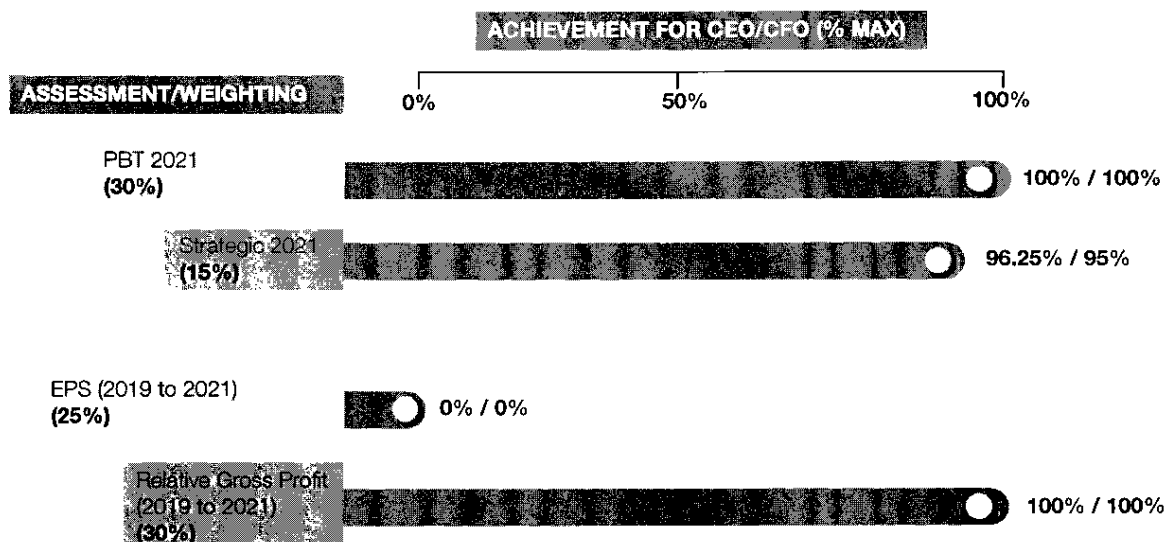 ACHIEVEMENT FOR CEO/CFO (% MAX)
ASSESSMENT/WEIGHTING
0%
50%
100%
PBT 2021
(30%)
100% / 100%
Strategic 2021
(15%)
96.25% / 95%
EPS (2019 to 2021)
(25%)
0% / 0%
Relative Gross Profit
(2019 to 2021)
(30%)
100% / 100%